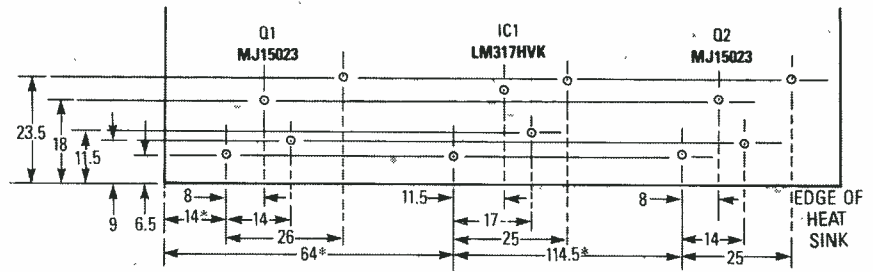 Q1
MJ15023
IC1
LM317HVK
Q2
MJ15023
23.5
18
11.5
9
6.5
8
11.5
8
EDGE OF
HEAT
SINK
14*
14
17
14
26
25
25
64*
114.5*